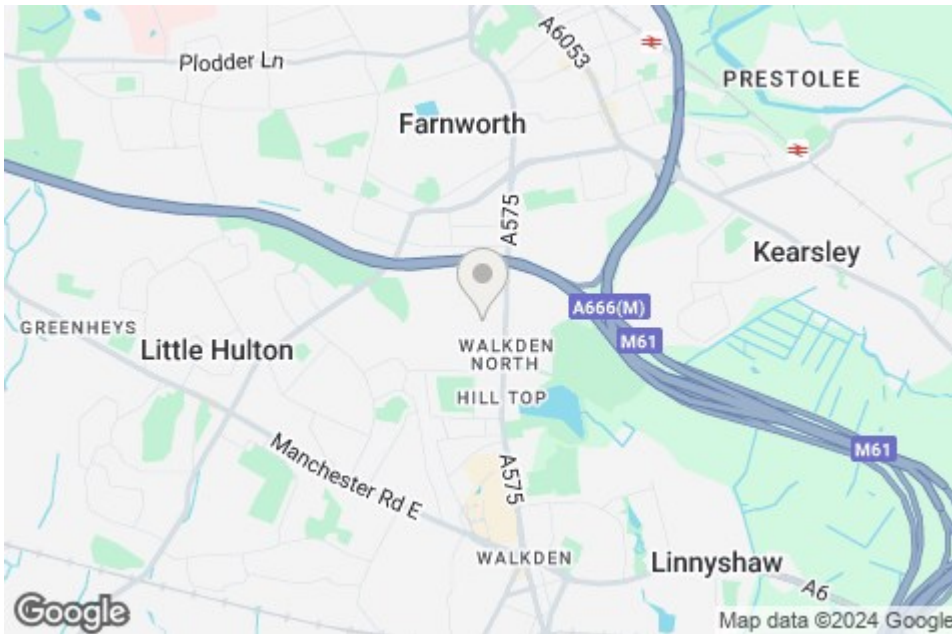 Plodder Ln
A6053
PRESTOLEE
Farnworth
A575
Kearsley
A666(M)
M61
GREENHEYS
Little Hulton
WALKDEN
NORTH
HILL TOP
M61
Manchester Rd E
A575
WALKDEN
Linnyshaw
A6
Google
Map data ©2024 Google